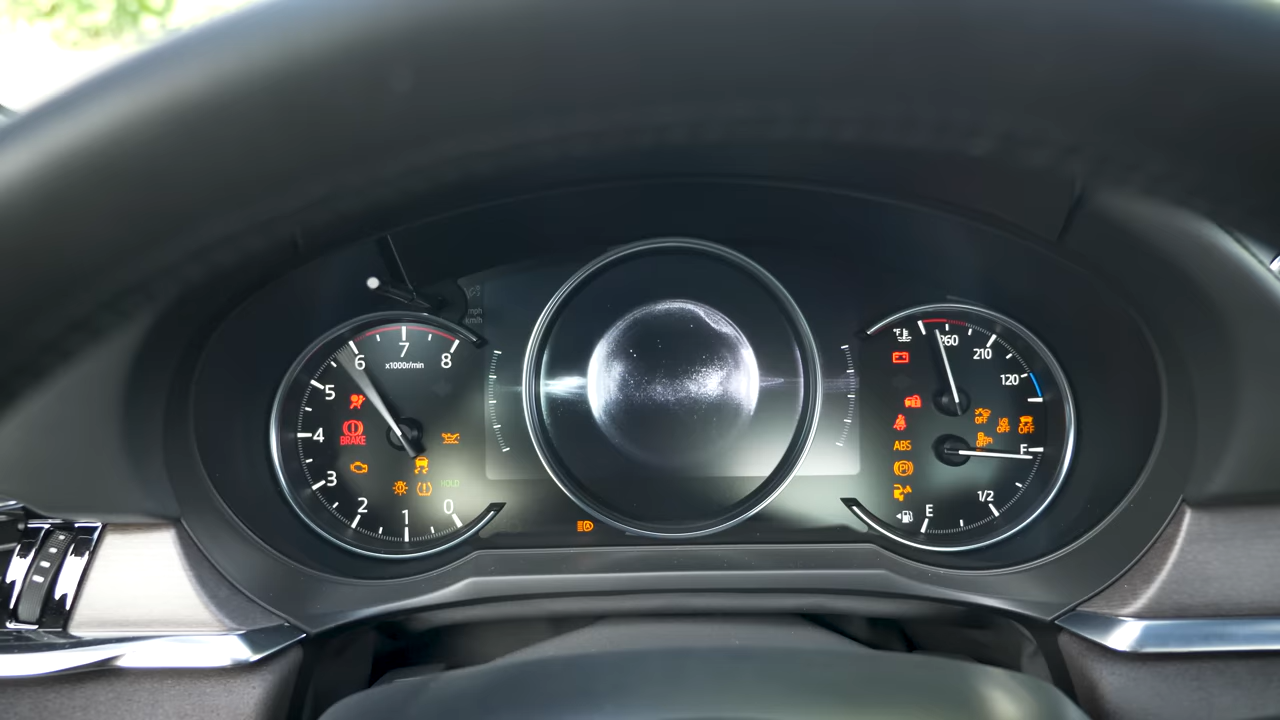 mph
km/h
0
1
2
3
4
5
6
7
8
x1000r/min
BRAKE
HOLD
A
°F
260
210
120
OFF
OFF
OFF
OFF
ABS
(P)
F
1/2
E